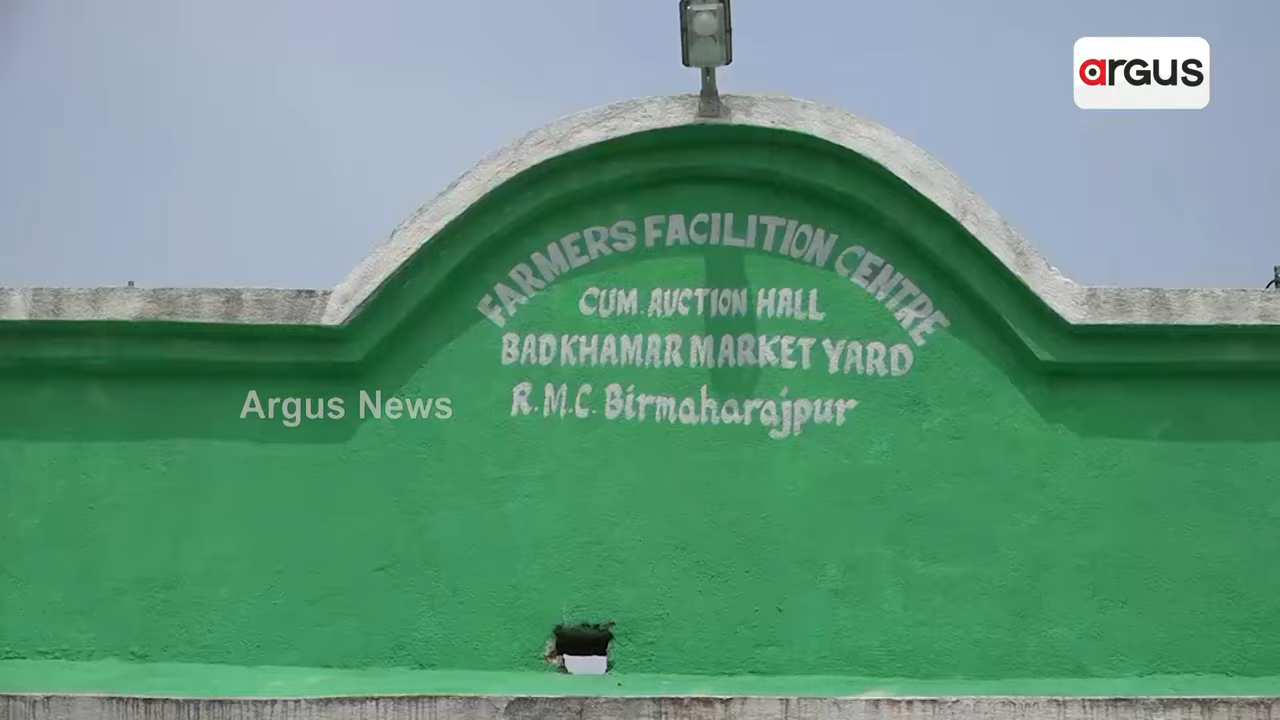 argus
FARMERS FACILITION CENTRE
CUM. AUCTION HALL
BADKHAMAR MARKET YARD
R.M.C. Birmaharajpur
Argus News